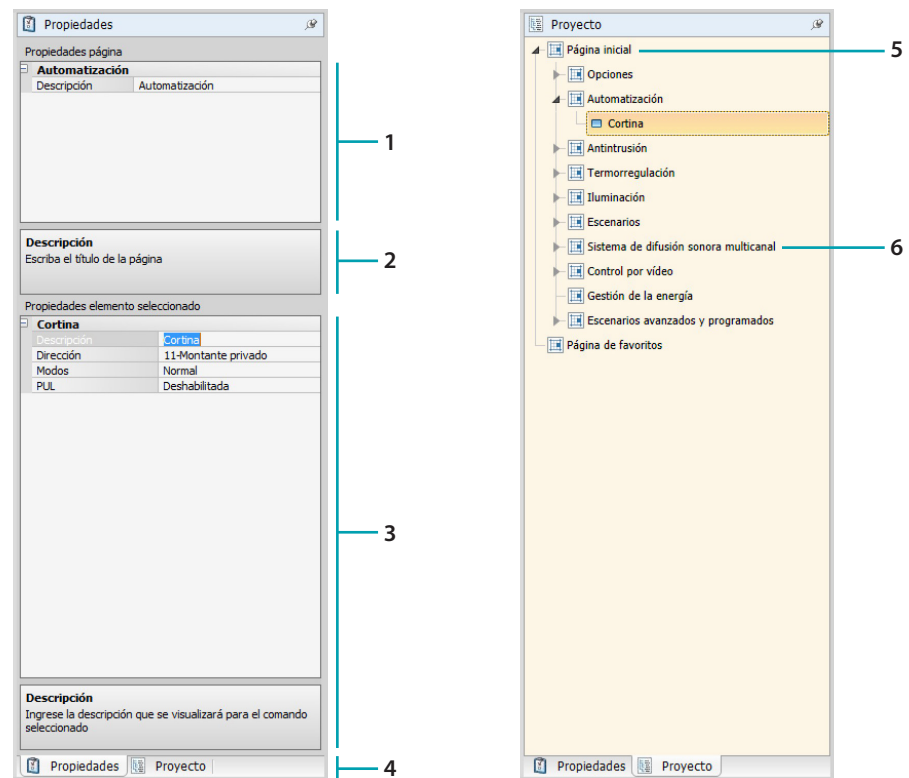 Propiedades
Propiedades página
Automatización
Descripción Automatización
1
Descripción
Escriba el título de la página
2
Propiedades elemento seleccionado
Cortina
Descripción Cortina
Dirección 11-Montante privado
Modos Normal
PUL Deshabilitada
3
Descripción
Ingrese la descripción que se visualizará para el comando
seleccionado
Propiedades Proyecto
4
Proyecto
Página inicial
5
Opciones
Automatización
Cortina
Antintrusión
Termorregulación
Iluminación
Escenarios
Sistema de difusión sonora multicanal
6
Control por vídeo
Gestión de la energía
Escenarios avanzados y programados
Página de favoritos
Propiedades Proyecto